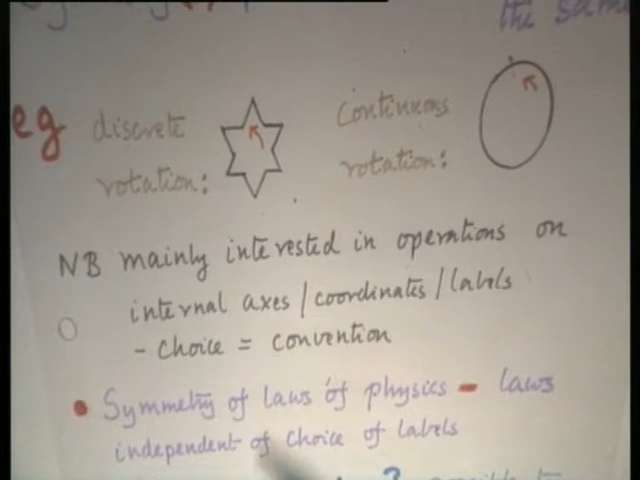 the same
eg discrete rotation:
continuous rotation:
NB mainly interested in operations on
internal axes/coordinates/labels
- choice = convention
• Symmetry of laws of physics - laws
independent of choice of labels